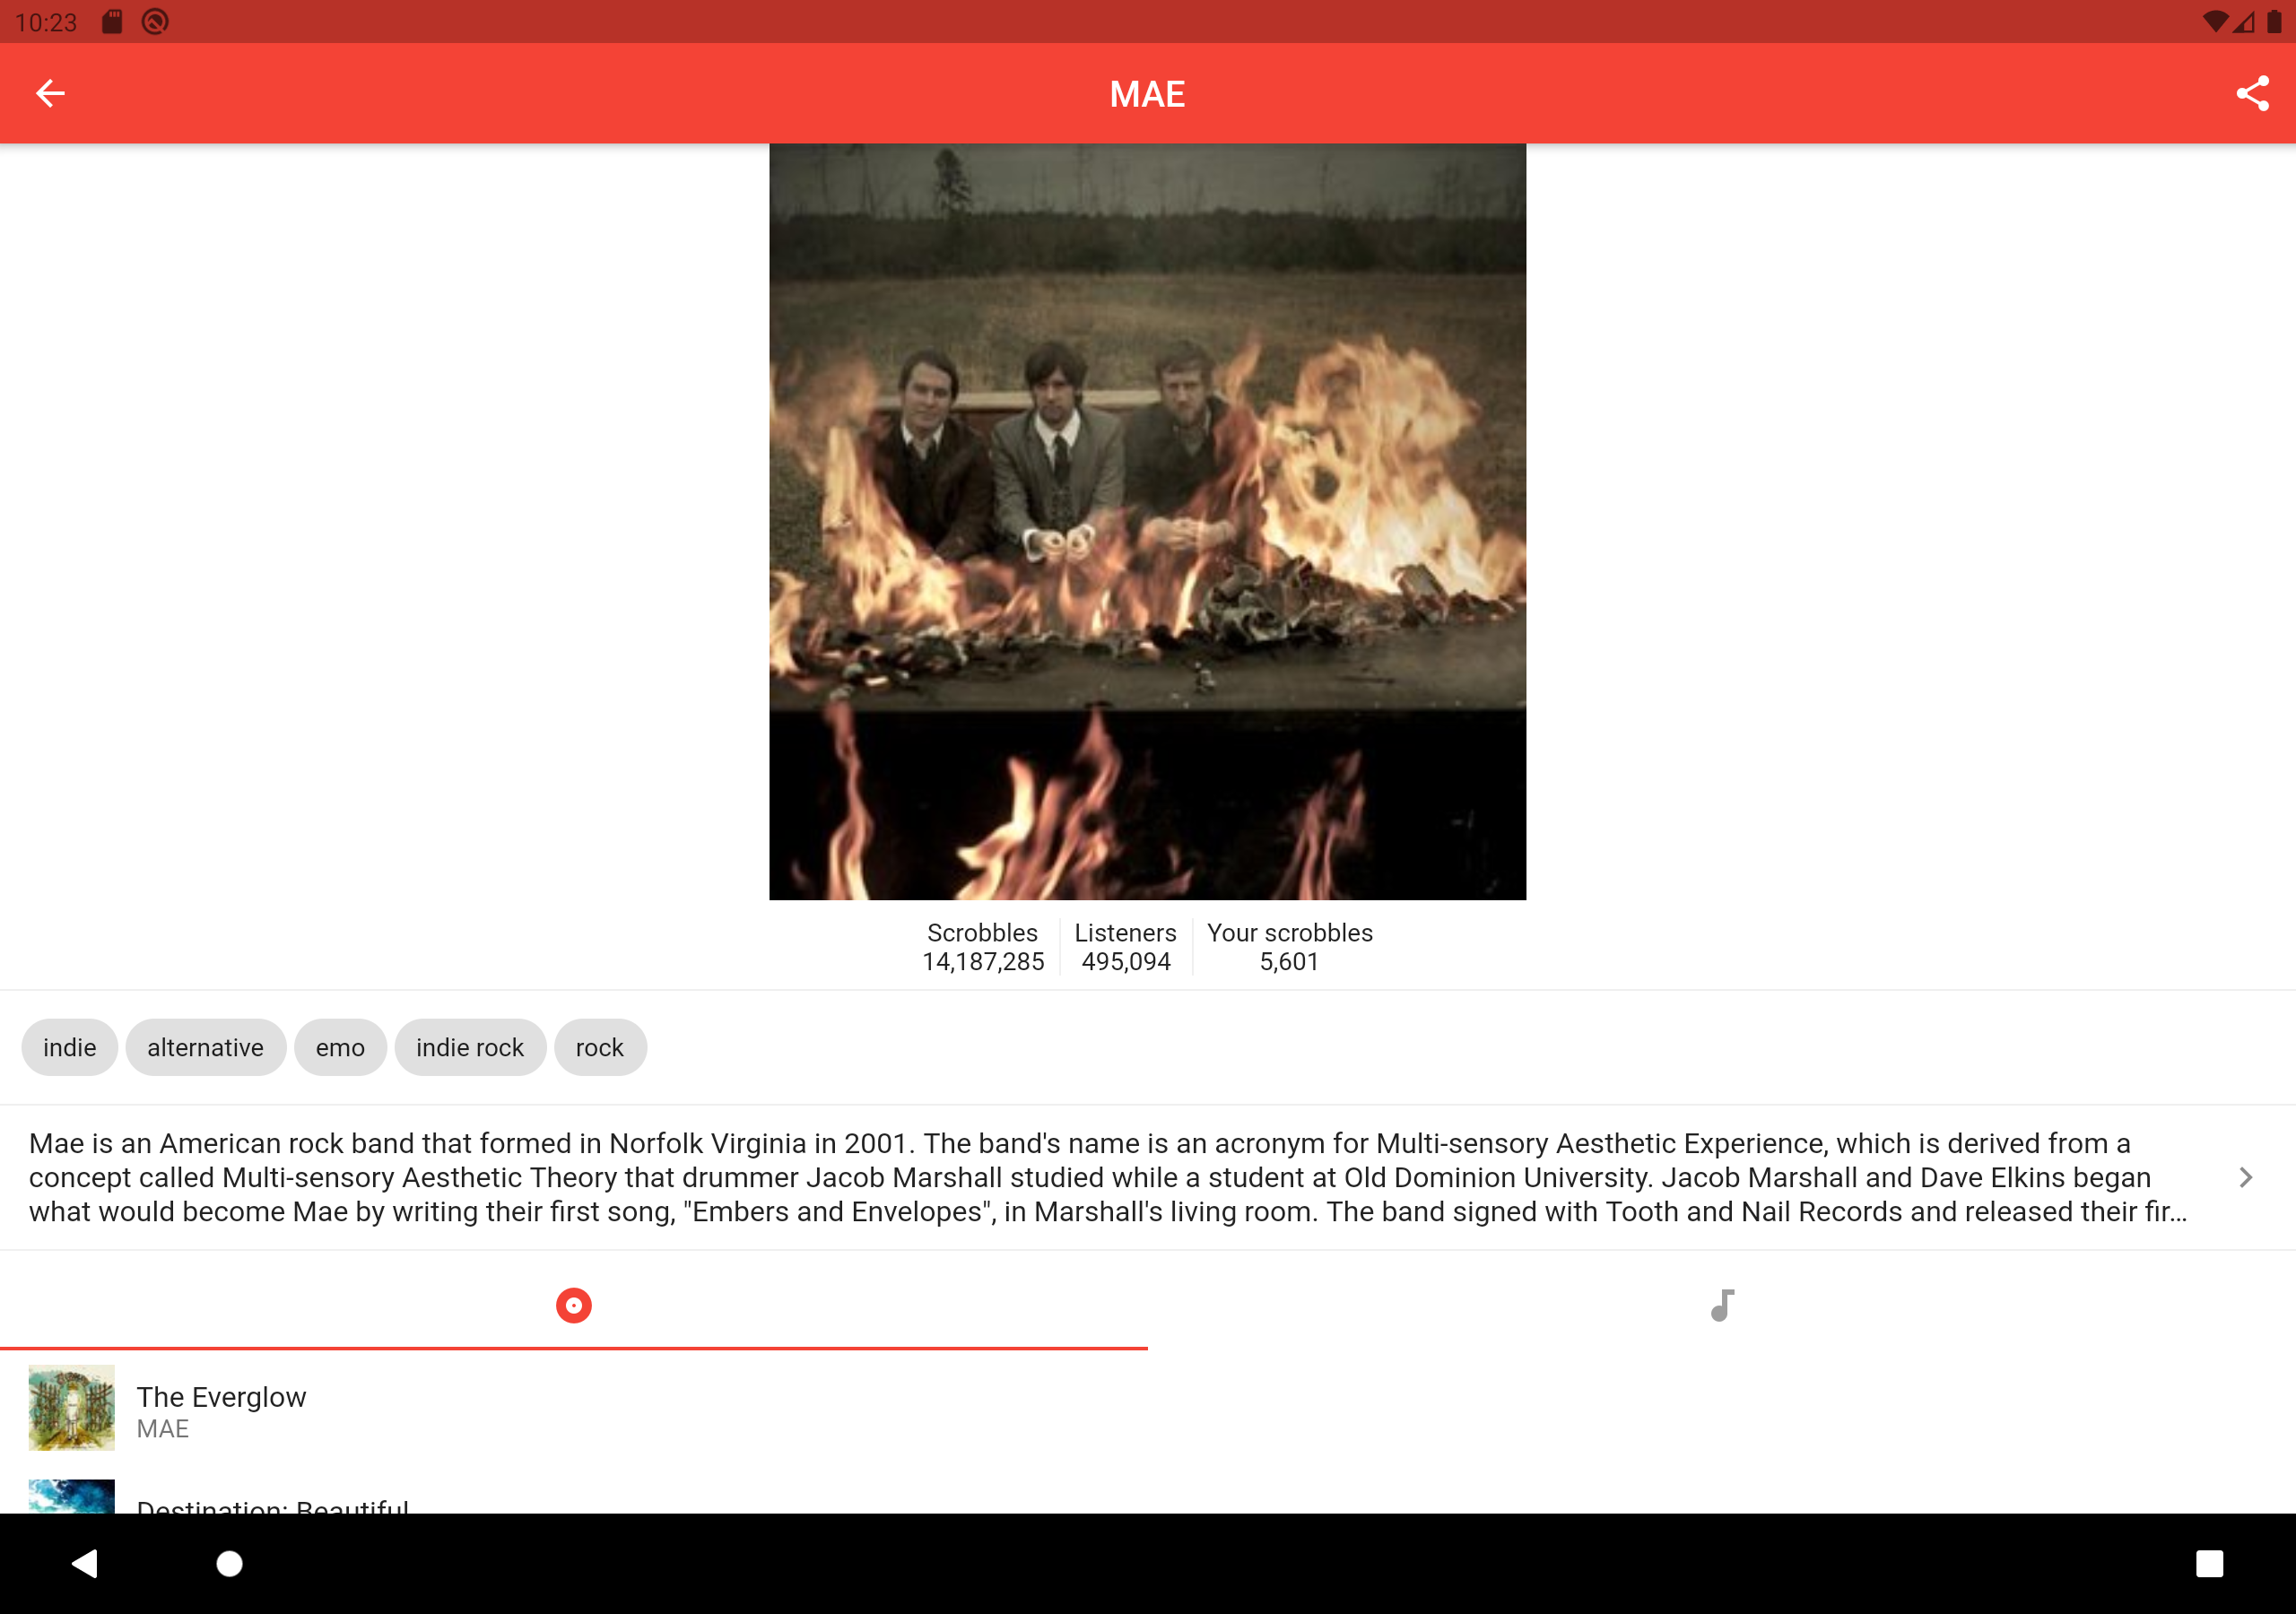 10:23
MAE
Scrobbles
14,187,285
Listeners
495,094
Your scrobbles
5,601
indie
alternative
emo
indie rock
rock
Mae is an American rock band that formed in Norfolk Virginia in 2001. The band's name is an acronym for Multi-sensory Aesthetic Experience, which is derived from a
concept called Multi-sensory Aesthetic Theory that drummer Jacob Marshall studied while a student at Old Dominion University. Jacob Marshall and Dave Elkins began
what would become Mae by writing their first song, "Embers and Envelopes", in Marshall's living room. The band signed with Tooth and Nail Records and released their fir…
The Everglow
MAE
Destination: Beautiful